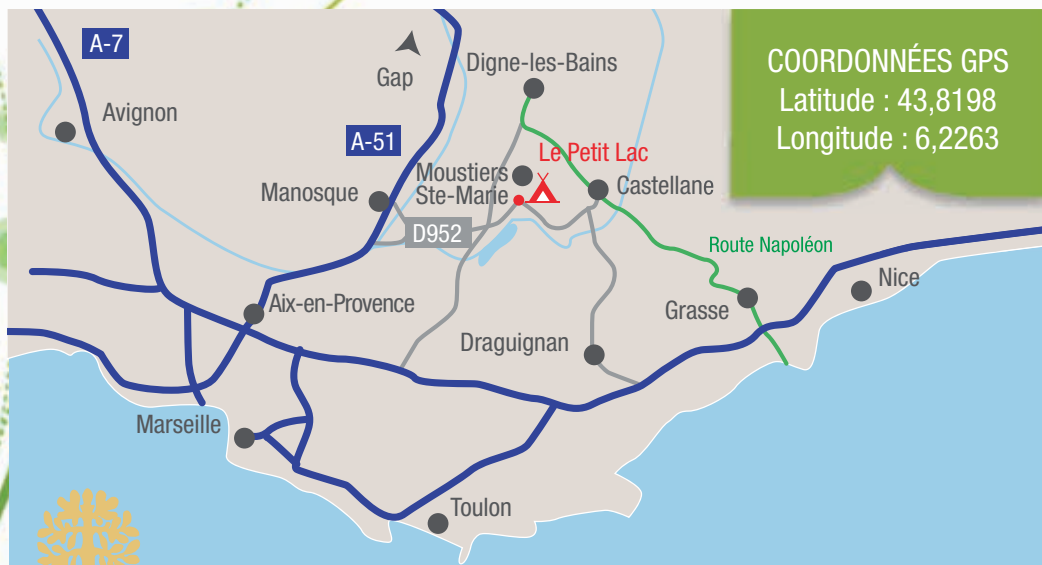 A-7
Gap
Digne-les-Bains
COORDONNÉES GPS
Latitude : 43,8198
Longitude : 6,2263
Avignon
A-51
Le Petit Lac
Moustiers
Ste-Marie
Castellane
Manosque
D952
Route Napoléon
Nice
Aix-en-Provence
Grasse
Draguignan
Marseille
Toulon